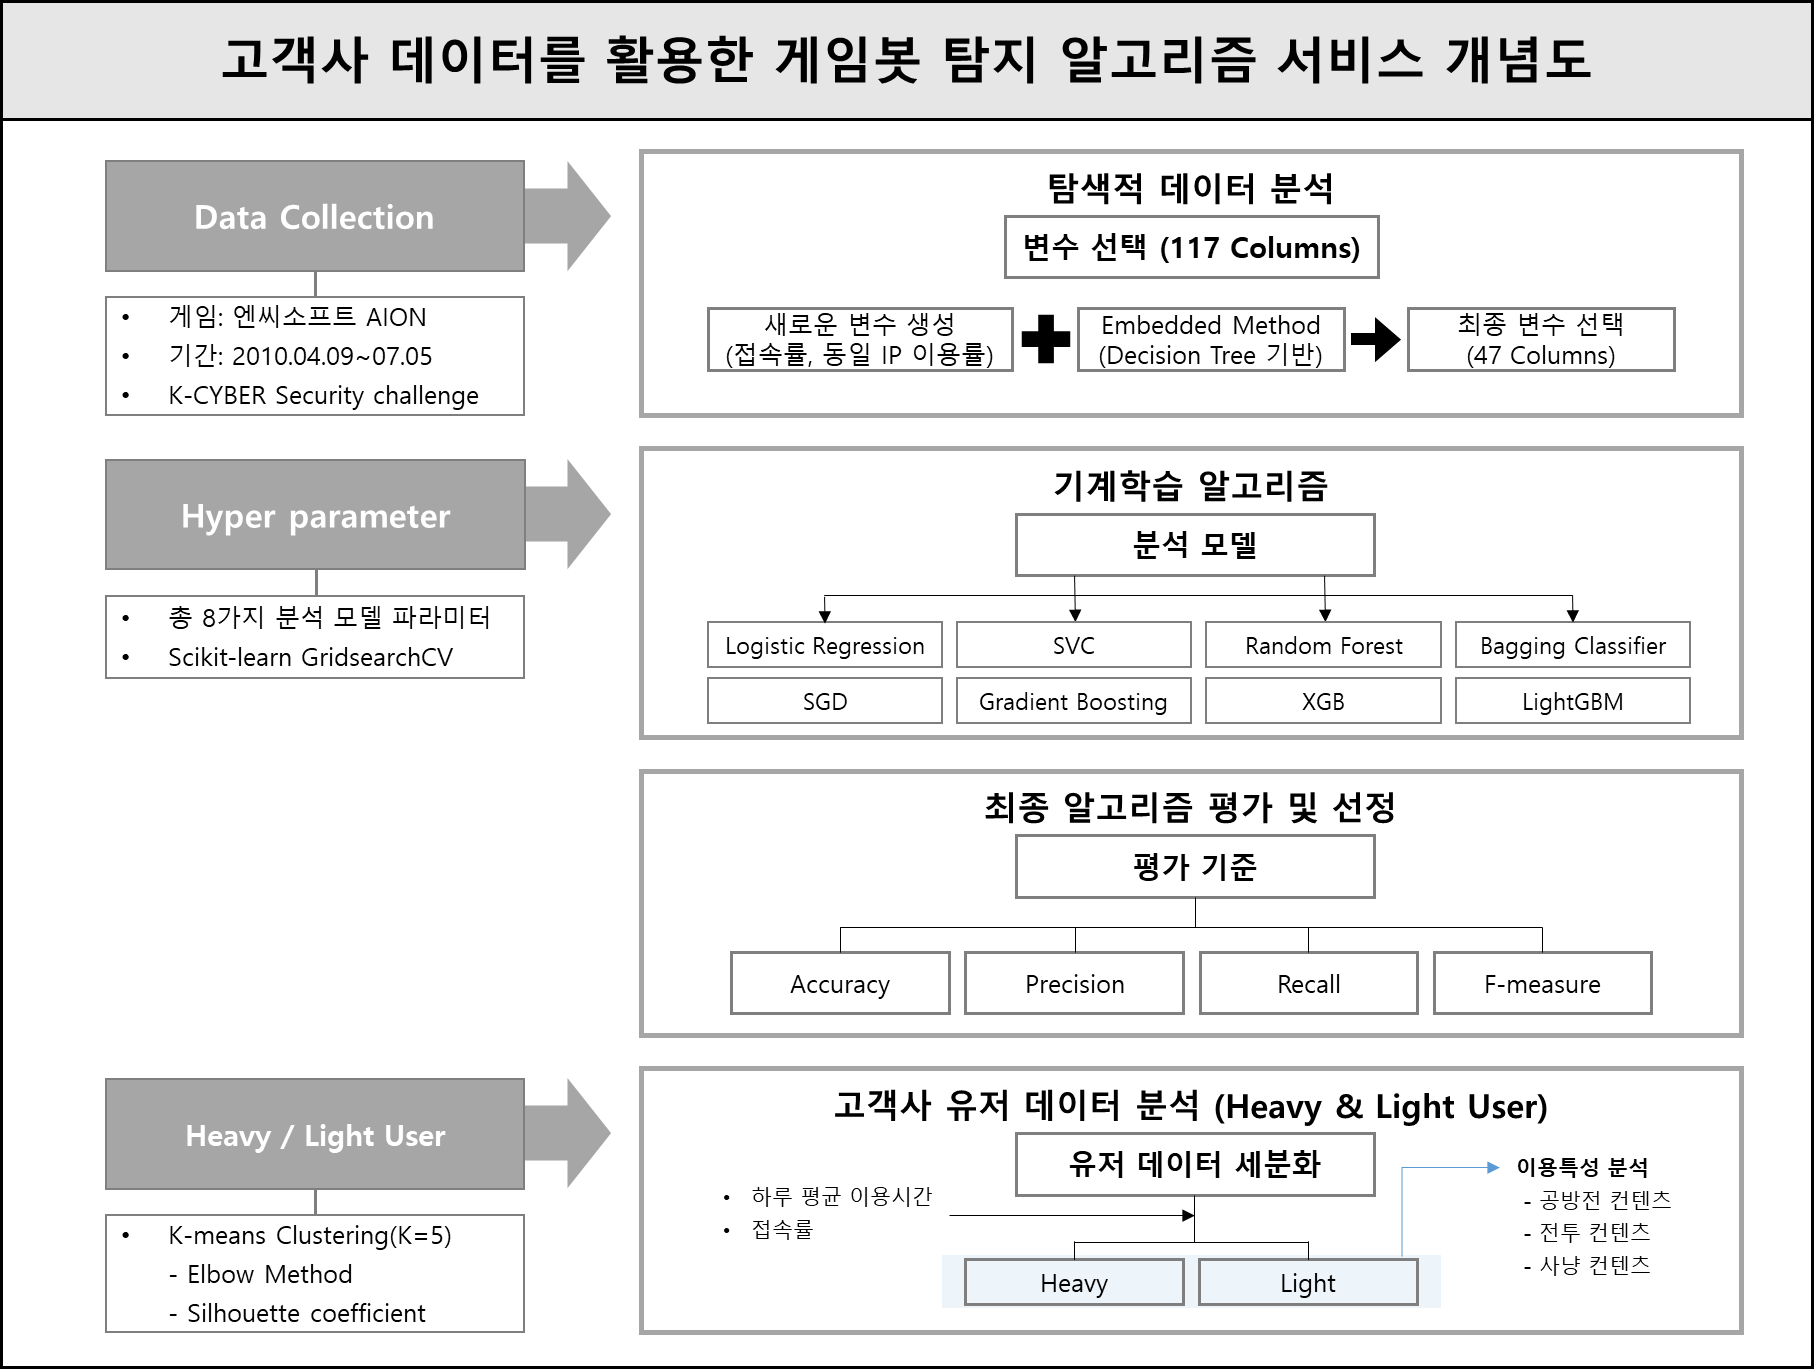 고객사 데이터를 활용한 게임봇 탐지 알고리즘 서비스 개념도
Data Collection
• 게임: 엔씨소프트 AION
• 기간: 2010.04.09~07.05
• K-CYBER Security challenge
탐색적 데이터 분석
변수 선택 (117 Columns)
새로운 변수 생성
(접속률, 동일 IP 이용률)
Embedded Method
(Decision Tree 기반)
최종 변수 선택
(47 Columns)
Hyper parameter
• 총 8가지 분석 모델 파라미터
• Scikit-learn GridsearchCV
기계학습 알고리즘
분석 모델
Logistic Regression
SVC
Random Forest
Bagging Classifier
SGD
Gradient Boosting
XGB
LightGBM
최종 알고리즘 평가 및 선정
평가 기준
Accuracy
Precision
Recall
F-measure
Heavy / Light User
• K-means Clustering(K=5)
- Elbow Method
- Silhouette coefficient
고객사 유저 데이터 분석 (Heavy & Light User)
유저 데이터 세분화
• 하루 평균 이용시간
• 접속률
Heavy
Light
이용특성 분석
- 공방전 컨텐츠
- 전투 컨텐츠
- 사냥 컨텐츠